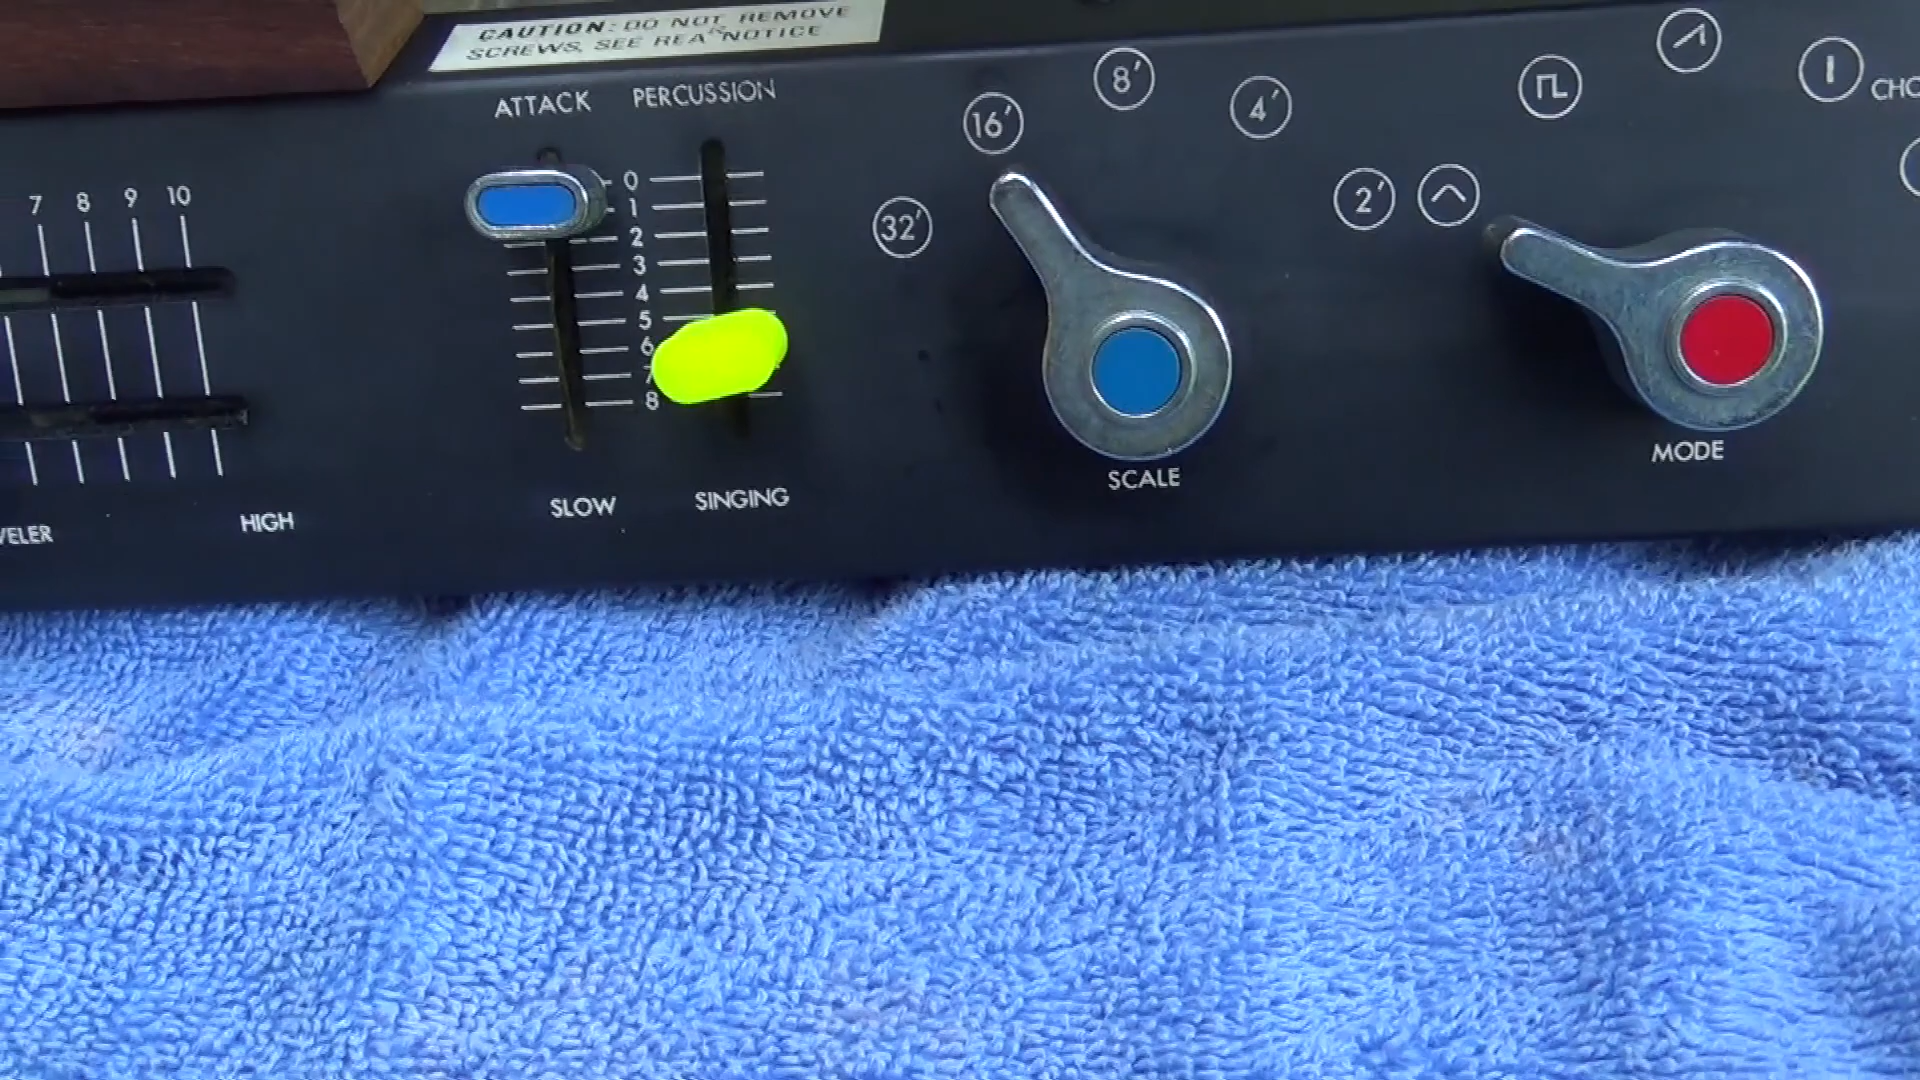 CAUTION: DO NOT REMOVE
SCREWS, SEE REAR NOTICE
ATTACK
PERCUSSION
7 8 9 10
0
1
2
3
4
5
6
7
8
SLOW
SINGING
VELER
HIGH
32'
16'
8'
4'
2'
SCALE
MODE
CHO